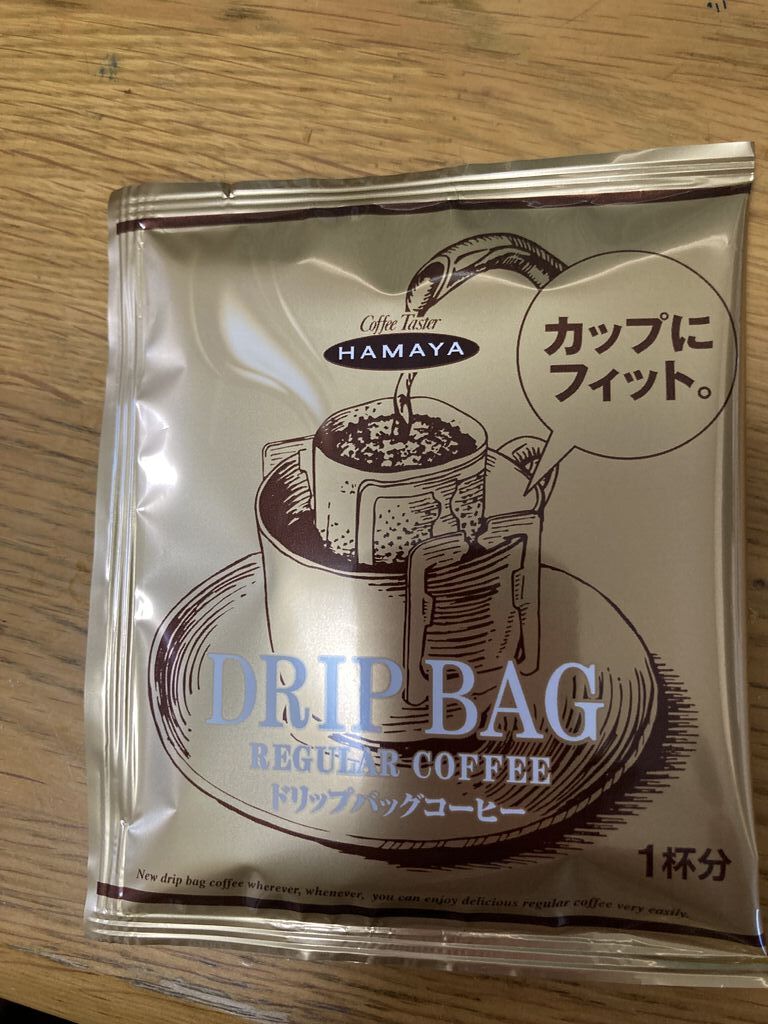 Coffee Taster
HAMAYA
カップに
フィット。
DRIP BAG
REGULAR COFFEE
ドリップバッグコーヒー
1杯分
New drip bag coffee wherever, whenever, you can enjoy delicious regular coffee very easily.